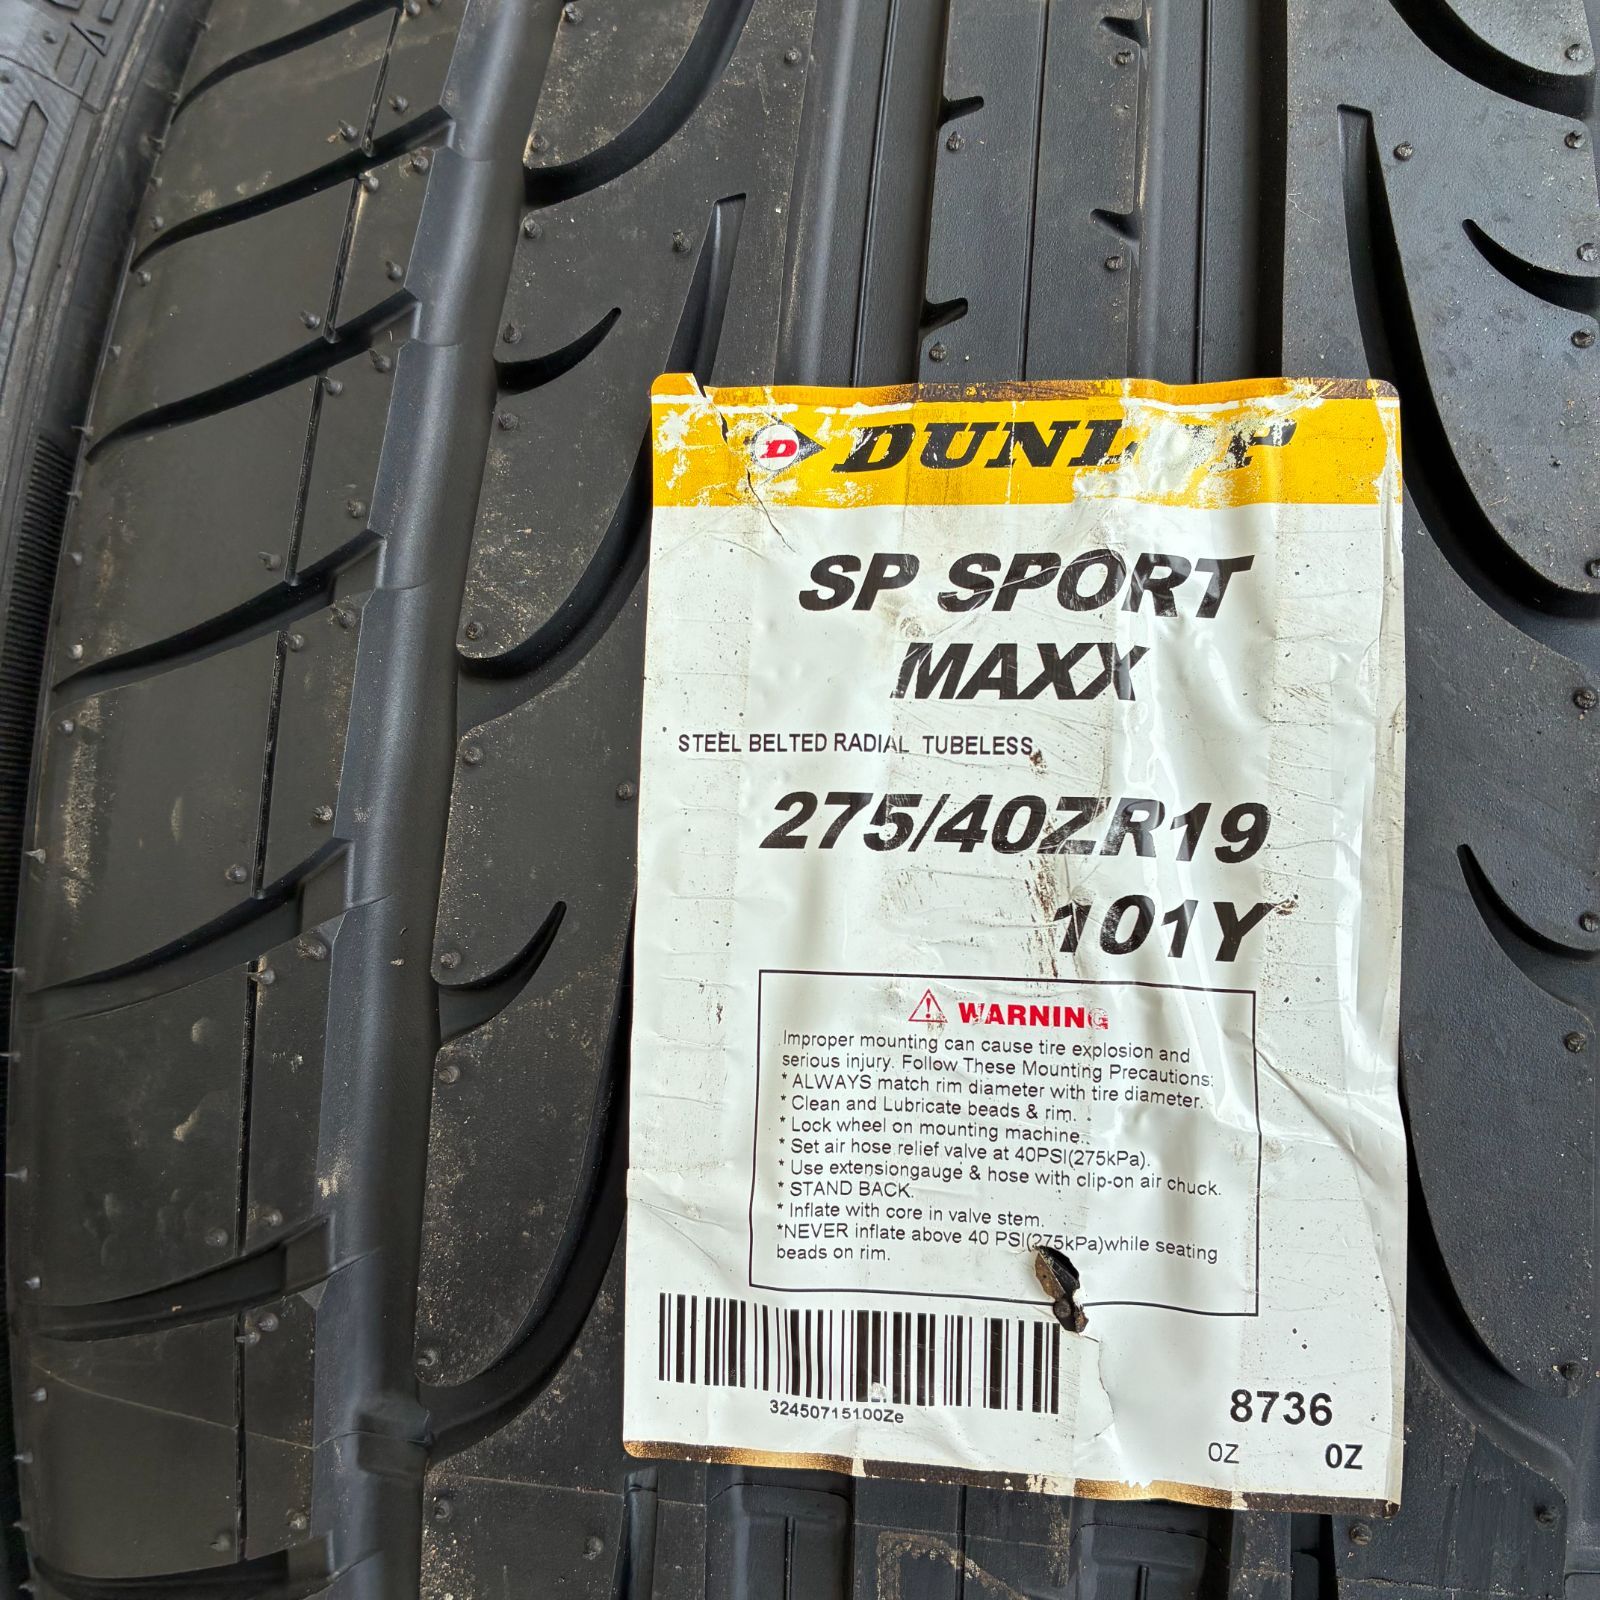 D DUNLOP
SP SPORT
MAXX
STEEL BELTED RADIAL TUBELESS
275/40ZR19
101Y
WARNING
Improper mounting can cause tire explosion and
serious injury. Follow These Mounting Precautions:
* ALWAYS match rim diameter with tire diameter.
* Clean and Lubricate beads & rim.
* Lock wheel on mounting machine.
* Set air hose relief valve at 40PSI(275kPa).
* Use extensiongauge & hose with clip-on air chuck.
* STAND BACK.
* Inflate with core in valve stem.
*NEVER inflate above 40 PSI(275kPa)while seating
beads on rim.
32450715100Ze
8736
OZ OZ